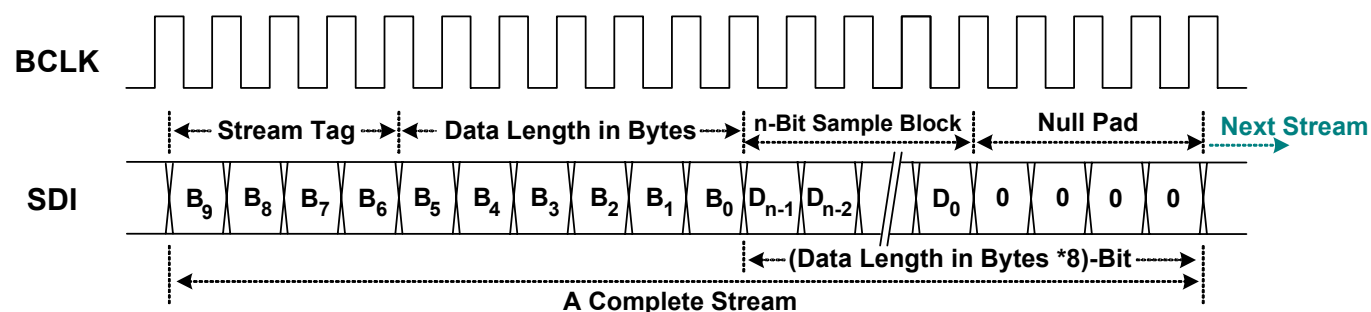 BCLK
Stream Tag Data Length in Bytes n-Bit Sample Block Null Pad Next Stream
SDI B9 B8 B7 B6 B5 B4 B3 B2 B1 B0 Dn-1 Dn-2 D0 0 0 0 0
(Data Length in Bytes *8)-Bit
A Complete Stream